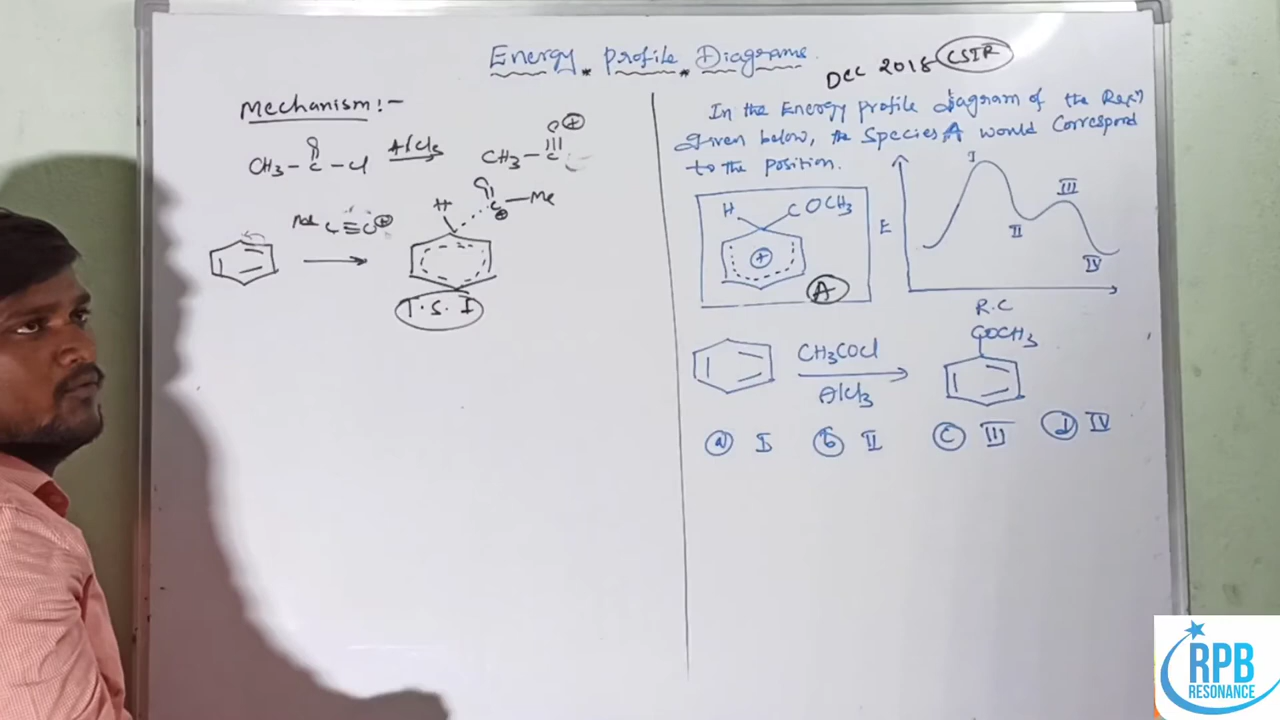 Energy profile Diagrams
Dec 2018 CSIR
Mechanism:-
O
CH3-C-Cl AlCl3 CH3-C
O
H O
C-Me
C≡O
T.S. I
In the Energy profile diagram of the Rexn
given below, the Species A would correspond
to the position.
H COCH3
A
E
I
II
III
IV
R.C
CH3COCl
AlCl3
COCH3
a I b II c III d IV
RPB
RESONANCE